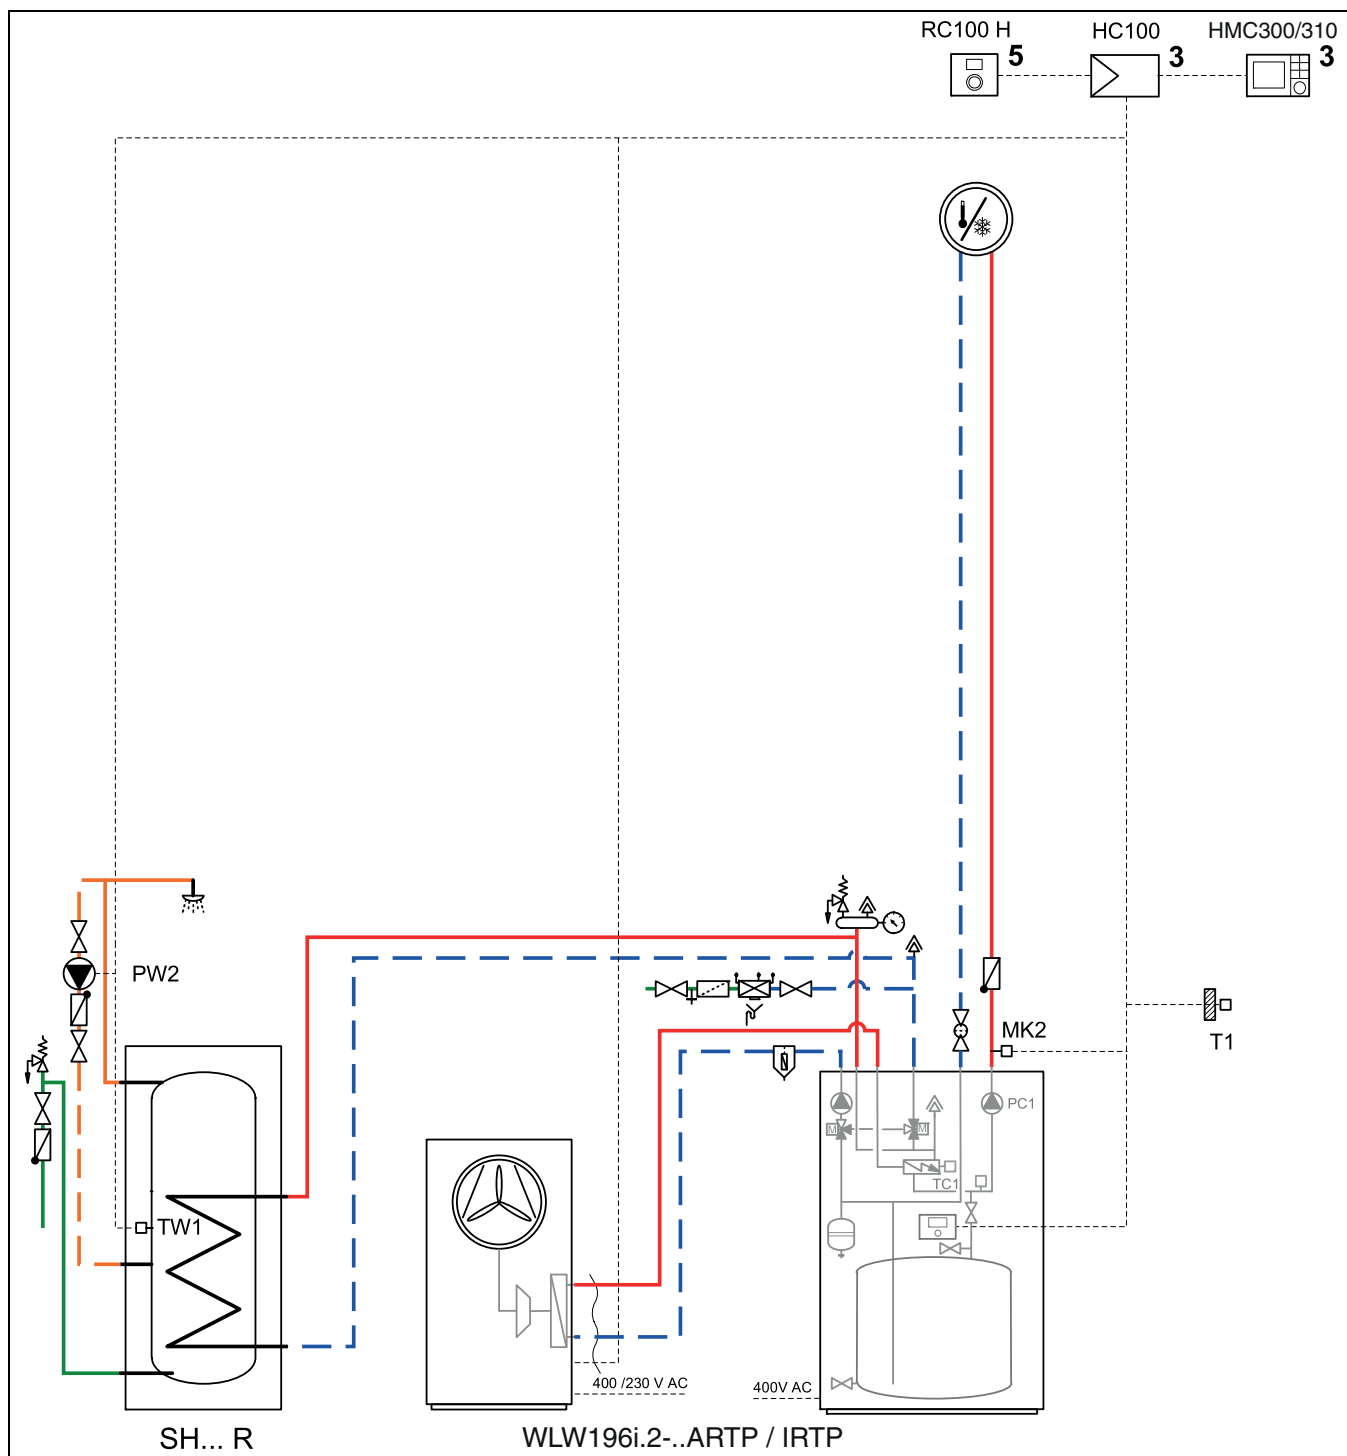 RC100 H
HC100
HMC300/310
5
3
3
PW2
MK2
T1
PC1
M
M
TC1
TW1
400 /230 V AC
400V AC
SH... R
WLW196i.2-..ARTP / IRTP